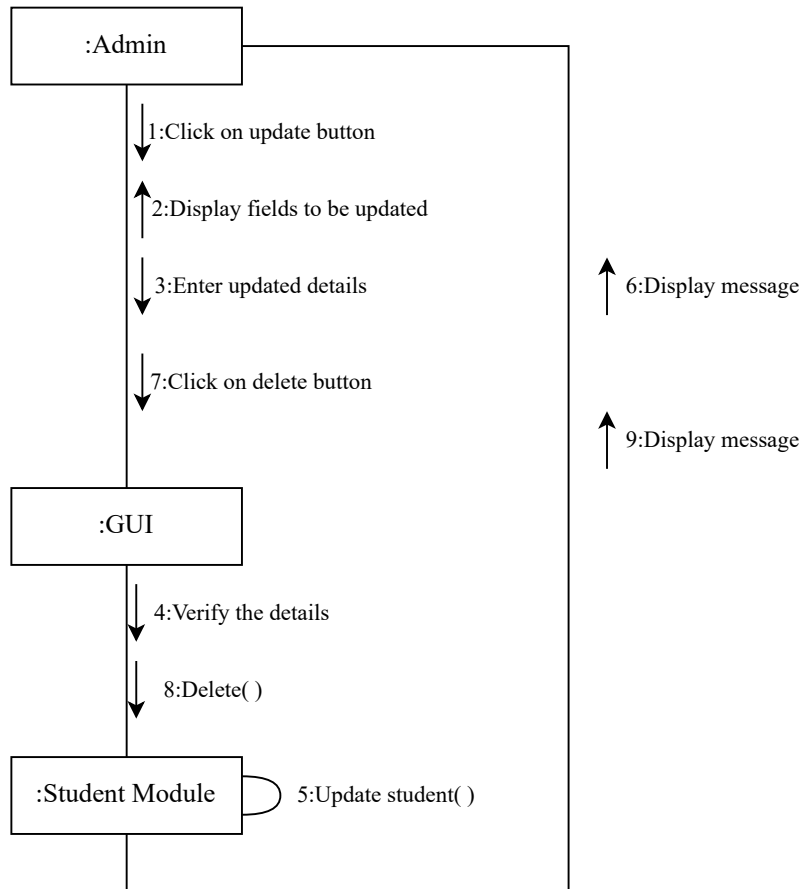 :Admin
1:Click on update button
2:Display fields to be updated
3:Enter updated details
6:Display message
7:Click on delete button
9:Display message
:GUI
4:Verify the details
8:Delete( )
:Student Module
5:Update student( )